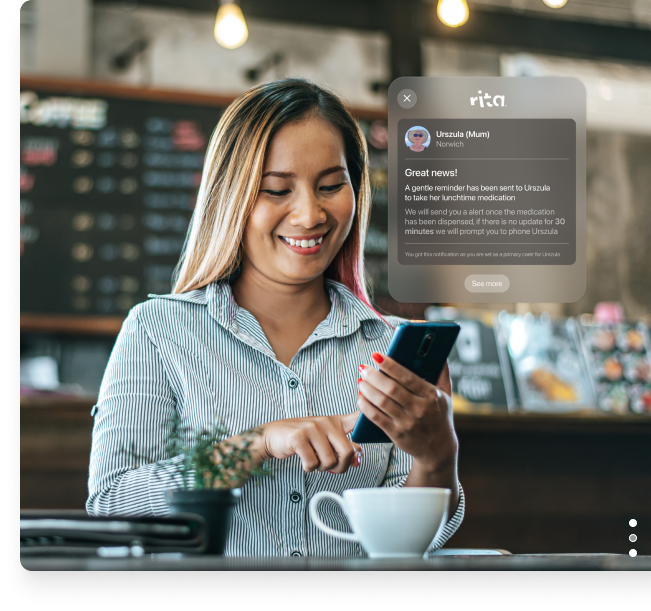 COFFEE
rita
Urszula (Mum)
Norwich
Great news!
A gentle reminder has been sent to Urszula
to take her lunchtime medication
We will send you a alert once the medication
has been dispensed, if there is no update for 30
minutes we will prompt you to phone Urszula
You got this notification as you are set as a primary carer for Urszula
See more